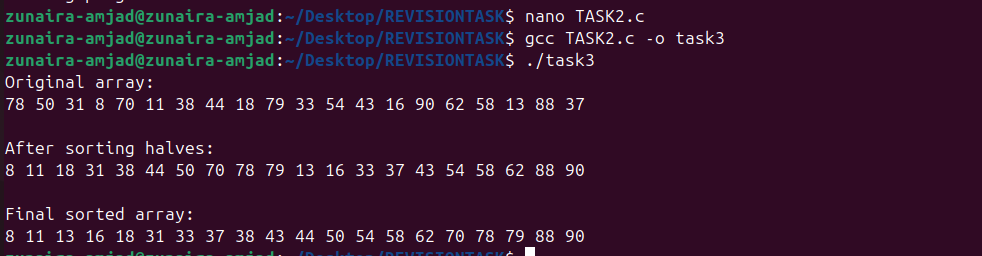 zunaira-amjad@zunaira-amjad:~/Desktop/REVISIONTASK$ nano TASK2.c
zunaira-amjad@zunaira-amjad:~/Desktop/REVISIONTASK$ gcc TASK2.c -o task3
zunaira-amjad@zunaira-amjad:~/Desktop/REVISIONTASK$ ./task3
Original array:
78 50 31 8 70 11 38 44 18 79 33 54 43 16 90 62 58 13 88 37
After sorting halves:
8 11 18 31 38 44 50 70 78 79 13 16 33 37 43 54 58 62 88 90
Final sorted array:
8 11 13 16 18 31 33 37 38 43 44 50 54 58 62 70 78 79 88 90